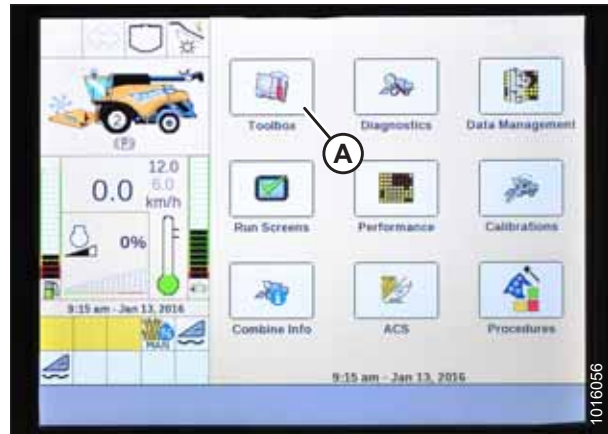 2
(P)
12.0
0.0 6.0
km/h
0%
9:15 am - Jan 13, 2016
MAN
Toolbox Diagnostics Data Management
A
Run Screens Performance Calibrations
Combine Info ACS Procedures
9:15 am - Jan 13, 2016
1016056